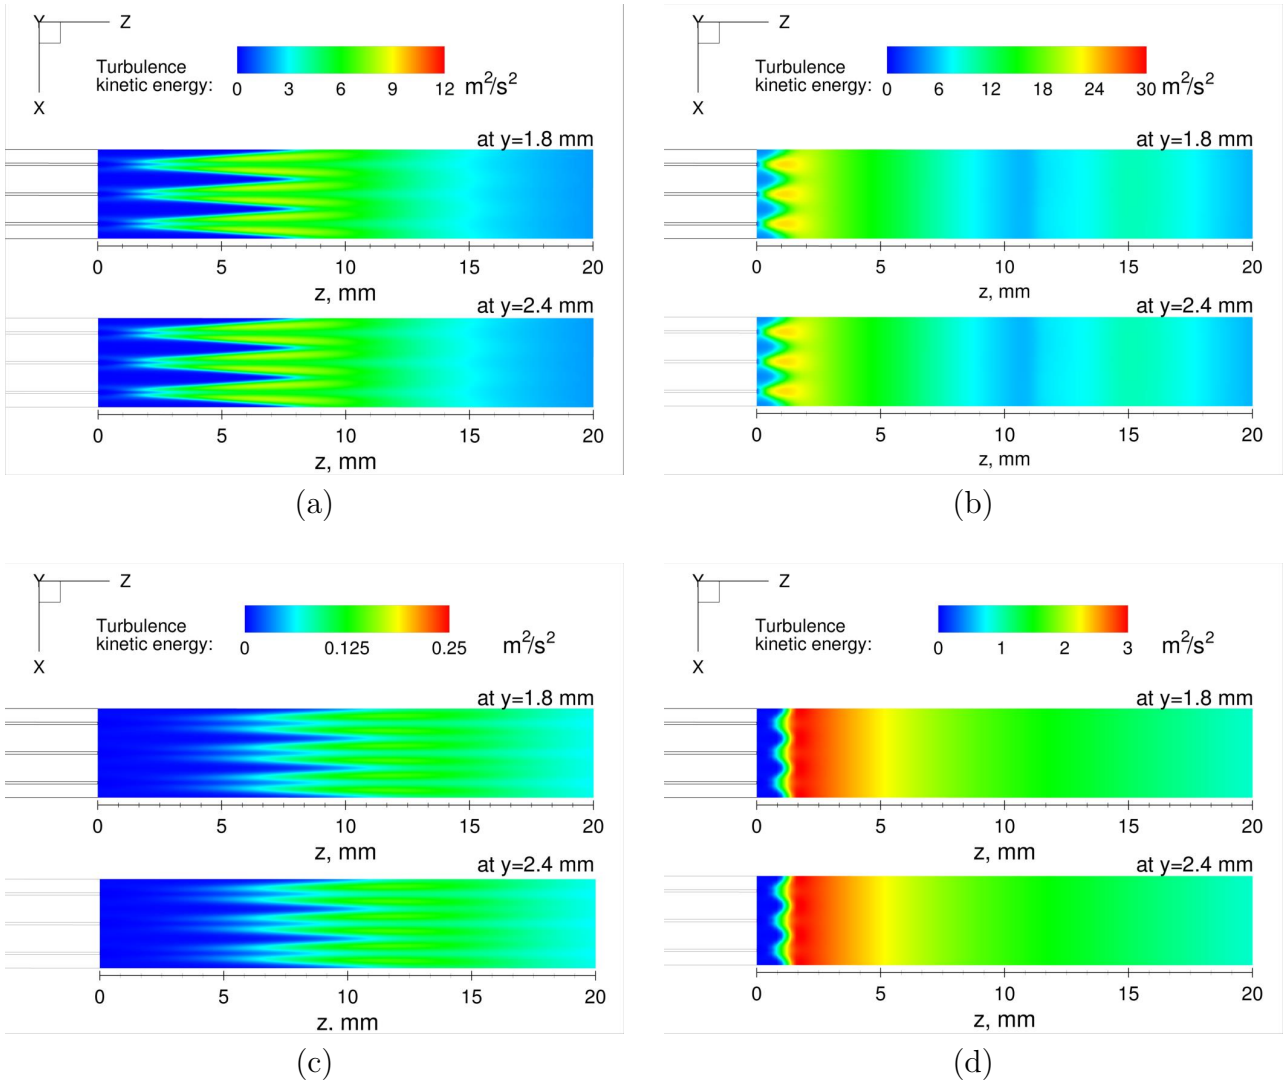 Y Z
X
Turbulence
kinetic energy: 0 3 6 9 12 m²/s²
at y=1.8 mm
0 5 10 15 20
z, mm
at y=2.4 mm
0 5 10 15 20
z, mm
(a)
Y Z
X
Turbulence
kinetic energy: 0 6 12 18 24 30 m²/s²
at y=1.8 mm
0 5 10 15 20
z, mm
at y=2.4 mm
0 5 10 15 20
z, mm
(b)
Y Z
X
Turbulence
kinetic energy: 0 0.125 0.25 m²/s²
at y=1.8 mm
0 5 10 15 20
z, mm
at y=2.4 mm
0 5 10 15 20
z. mm
(c)
Y Z
X
Turbulence
kinetic energy: 0 1 2 3 m²/s²
at y=1.8 mm
0 5 10 15 20
z, mm
at y=2.4 mm
0 5 10 15 20
z, mm
(d)